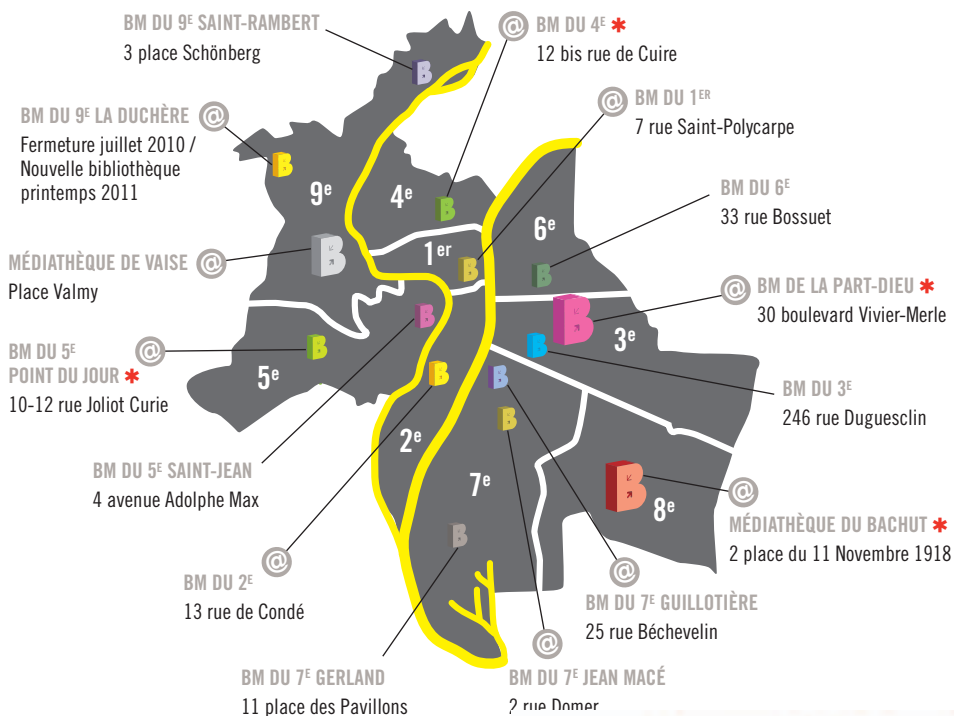 BM DU 9E SAINT-RAMBERT
3 place Schönberg
@ BM DU 4E *
12 bis rue de Cuire
BM DU 9E LA DUCHÈRE @
Fermeture juillet 2010 /
Nouvelle bibliothèque
printemps 2011
@ BM DU 1ER
7 rue Saint-Polycarpe
BM DU 6E
33 rue Bossuet
MÉDIATHÈQUE DE VAISE @
Place Valmy
@ BM DE LA PART-DIEU *
30 boulevard Vivier-Merle
BM DU 5E @
POINT DU JOUR *
10-12 rue Joliot Curie
BM DU 3E
246 rue Duguesclin
BM DU 5E SAINT-JEAN
4 avenue Adolphe Max
@
MÉDIATHÈQUE DU BACHUT *
2 place du 11 Novembre 1918
@
BM DU 2E
13 rue de Condé
@
BM DU 7E GUILLOTIÈRE
25 rue Béchevelin
BM DU 7E GERLAND
11 place des Pavillons
@
BM DU 7E JEAN MACÉ
2 rue Domer
9e
4e
1er
6e
3e
5e
2e
7e
8e
B
B
B
B
B
B
B
B
B
B
B
B
B
B